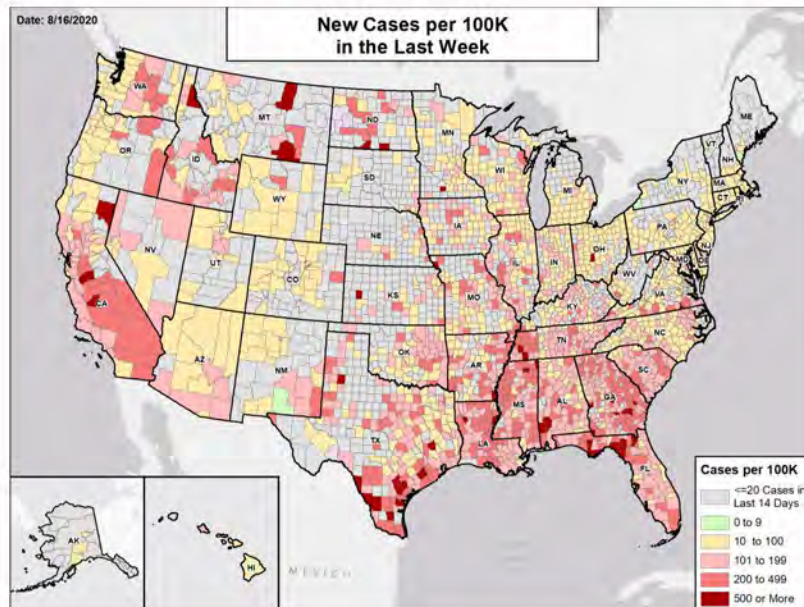 Date: 8/16/2020
New Cases per 100K
in the Last Week
WA
MT
ND
MN
ME
OR
ID
SD
WI
VT
NH
NY
MA
CT
WY
MI
IA
NE
PA
NJ
NV
UT
CO
IL
IN
OH
MD
DE
WV
CA
KS
MO
KY
VA
AZ
NM
OK
AR
TN
NC
SC
MS
AL
GA
TX
LA
FL
AK
HI
MEXICO
Cases per 100K
<=20 Cases in
Last 14 Days
0 to 9
10 to 100
101 to 199
200 to 499
500 or More